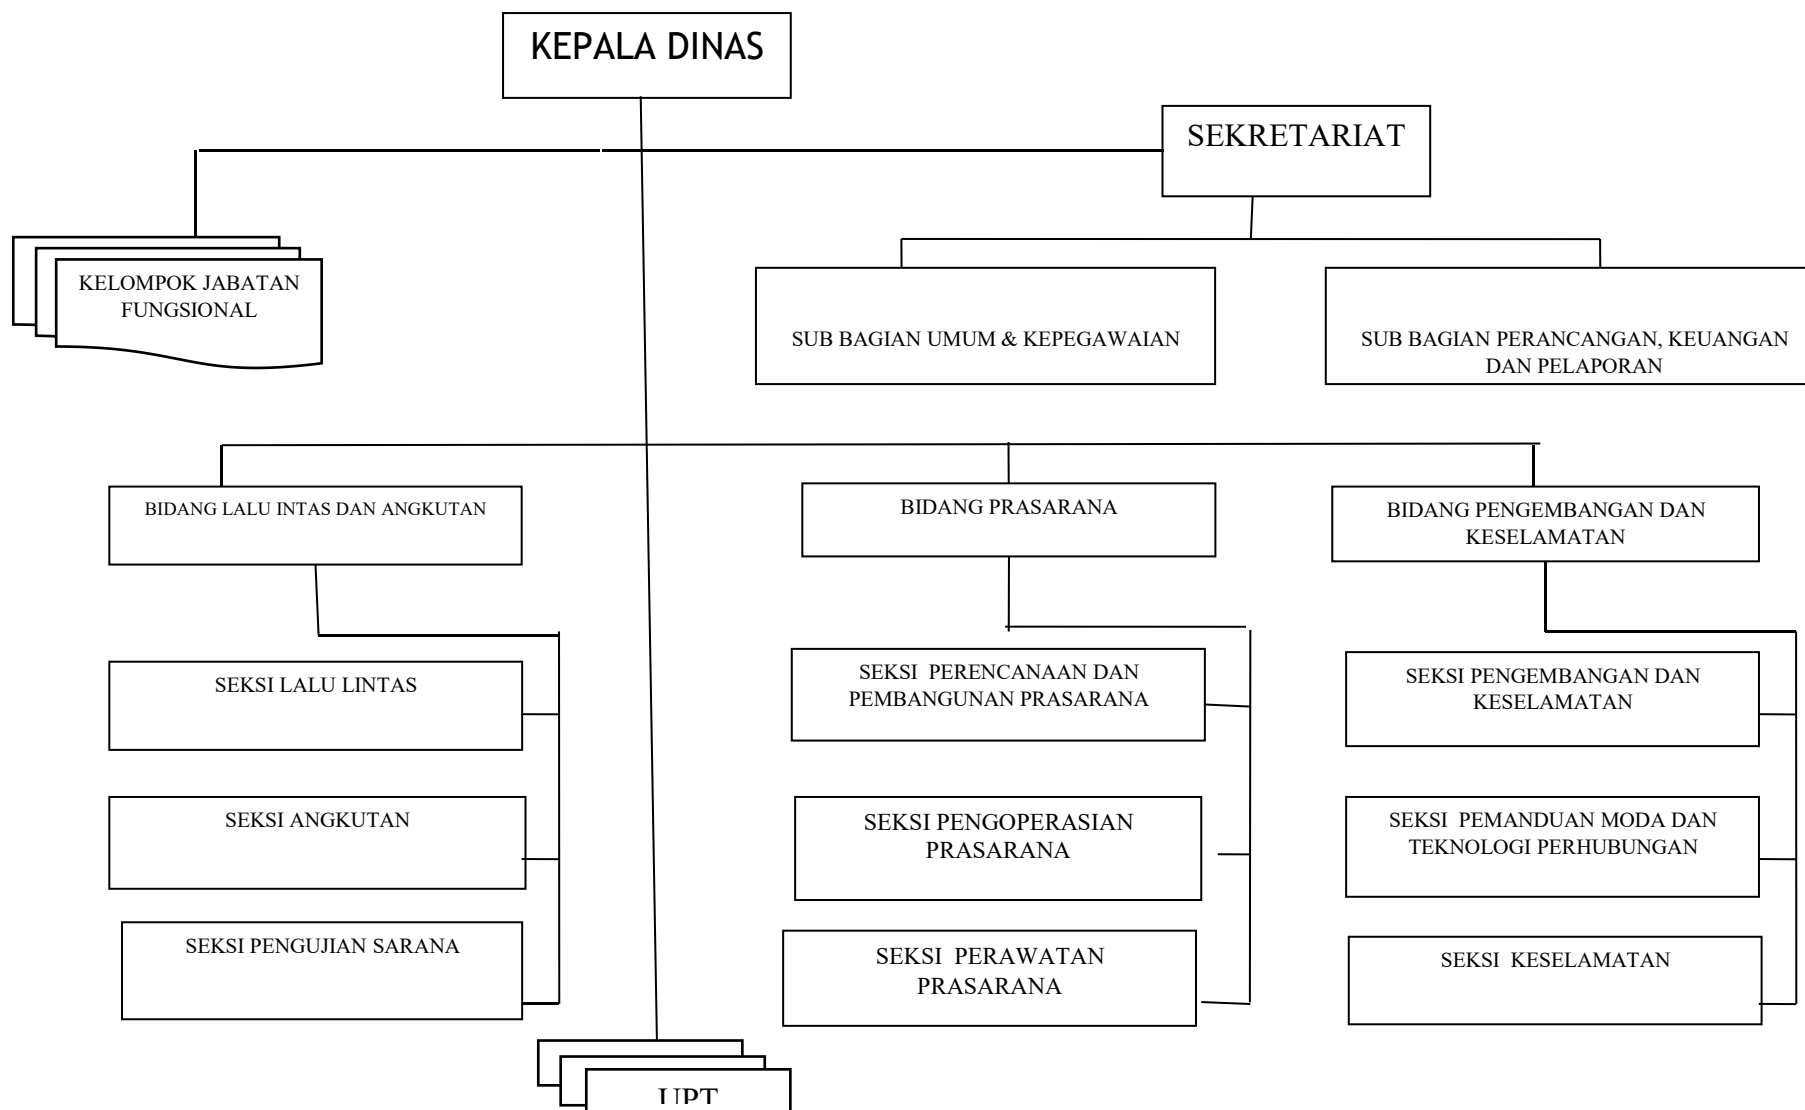 KEPALA DINAS
SEKRETARIAT
KELOMPOK JABATAN
FUNGSIONAL
SUB BAGIAN UMUM & KEPEGAWAIAN
SUB BAGIAN PERANCANGAN, KEUANGAN
DAN PELAPORAN
BIDANG LALU INTAS DAN ANGKUTAN
BIDANG PRASARANA
BIDANG PENGEMBANGAN DAN
KESELAMATAN
SEKSI LALU LINTAS
SEKSI PERENCANAAN DAN
PEMBANGUNAN PRASARANA
SEKSI PENGEMBANGAN DAN
KESELAMATAN
SEKSI ANGKUTAN
SEKSI PENGOPERASIAN
PRASARANA
SEKSI PEMANDUAN MODA DAN
TEKNOLOGI PERHUBUNGAN
SEKSI PENGUJIAN SARANA
SEKSI PERAWATAN
PRASARANA
SEKSI KESELAMATAN
UPT